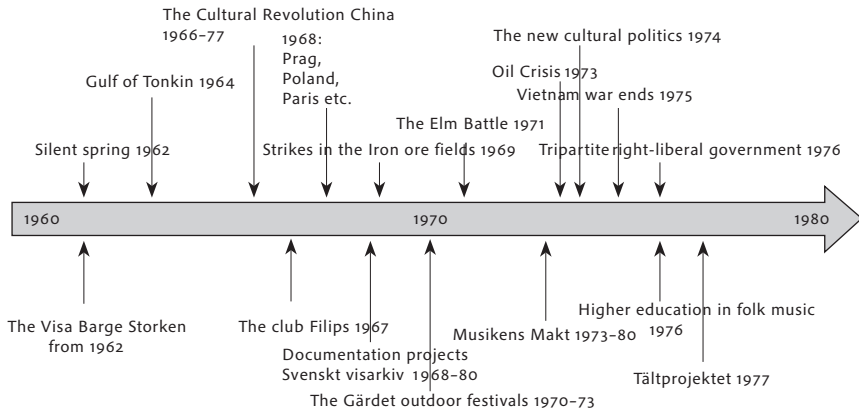 The Cultural Revolution China
1966–77
1968:
Prag,
Poland,
Paris etc.
The new cultural politics 1974
Oil Crisis 1973
Gulf of Tonkin 1964
Vietnam war ends 1975
The Elm Battle 1971
Silent spring 1962
Strikes in the Iron ore fields 1969
Tripartite right-liberal government 1976
1960
1970
1980
The Visa Barge Storken
from 1962
The club Filips 1967
Musikens Makt 1973–80
Higher education in folk music
1976
Documentation projects
Svenskt visarkiv 1968–80
Tältprojektet 1977
The Gärdet outdoor festivals 1970–73